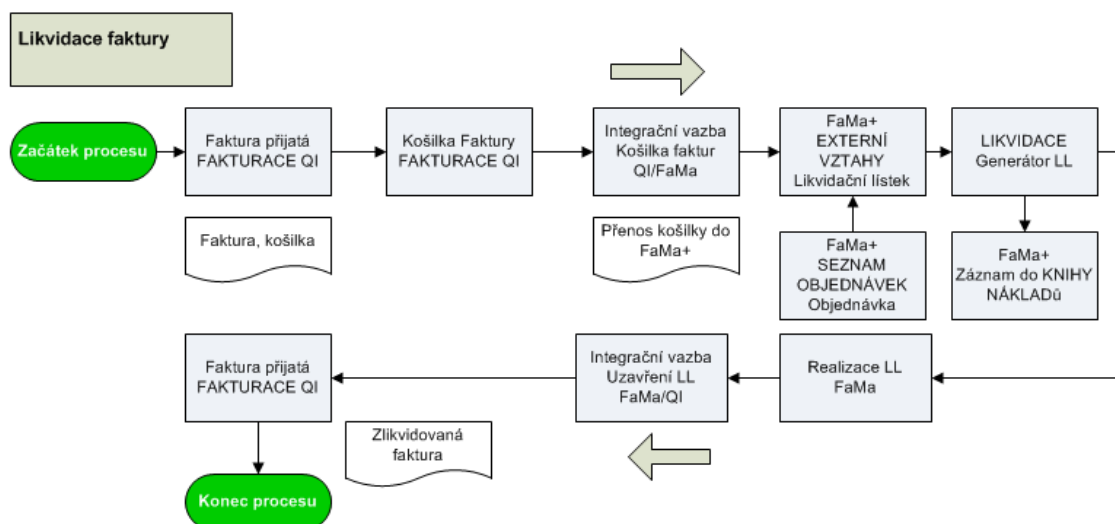 Likvidace faktury
Začátek procesu
Faktura přijatá
FAKTURACE QI
Košilka Faktury
FAKTURACE QI
Integrační vazba
Košilka faktur
QI/FaMa
FaMa+
EXTERNÍ
VZTAHY
Likvidační lístek
LIKVIDACE
Generátor LL
Faktura, košilka
Přenos košilky do
FaMa+
FaMa+
SEZNAM
OBJEDNÁVEK
Objednávka
FaMa+
Záznam do KNIHY
NÁKLADů
Faktura přijatá
FAKTURACE QI
Integrační vazba
Uzavření LL
FaMa/QI
Realizace LL
FaMa
Zlikvidovaná
faktura
Konec procesu